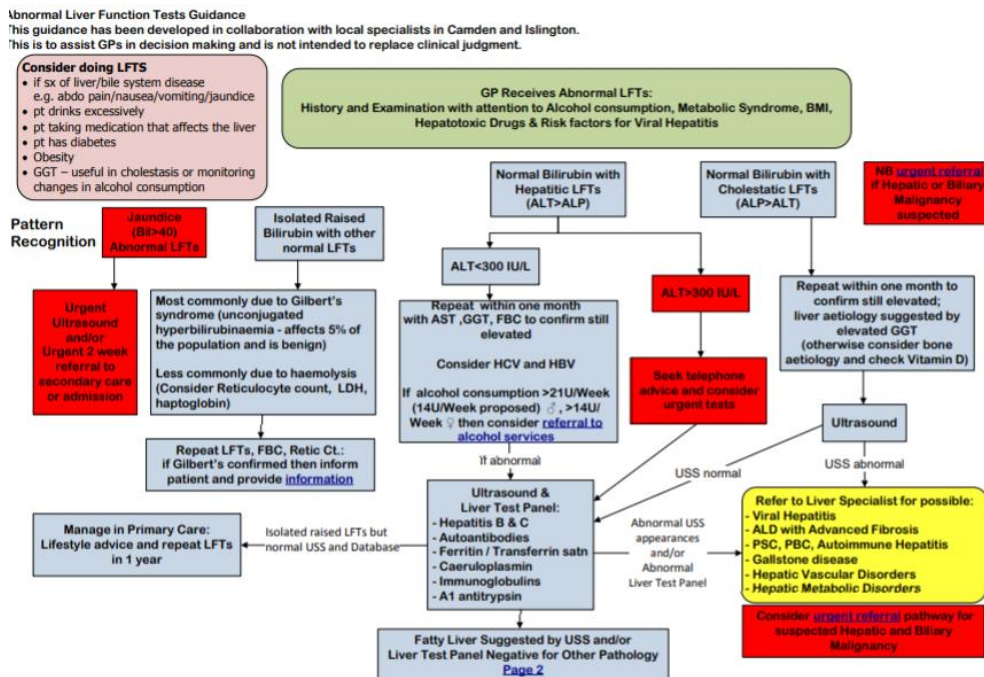 Abnormal Liver Function Tests Guidance
This guidance has been developed in collaboration with local specialists in Camden and Islington.
This is to assist GPs in decision making and is not intended to replace clinical judgment.
Consider doing LFTS
• if sx of liver/bile system disease
e.g. abdo pain/nausea/vomiting/jaundice
• pt drinks excessively
• pt taking medication that affects the liver
• pt has diabetes
• Obesity
• GGT – useful in cholestasis or monitoring
changes in alcohol consumption
GP Receives Abnormal LFTs:
History and Examination with attention to Alcohol consumption, Metabolic Syndrome, BMI,
Hepatotoxic Drugs & Risk factors for Viral Hepatitis
Pattern
Recognition
Jaundice
(Bil>40)
Abnormal LFTs
Isolated Raised
Bilirubin with other
normal LFTs
Normal Bilirubin with
Hepatitic LFTs
(ALT>ALP)
Normal Bilirubin with
Cholestatic LFTs
(ALP>ALT)
NB urgent referral
if Hepatic or Biliary
Malignancy
suspected
Urgent
Ultrasound
and/or
Urgent 2 week
referral to
secondary care
or admission
Most commonly due to Gilbert's
syndrome (unconjugated
hyperbilirubinaemia - affects 5% of
the population and is benign)
Less commonly due to haemolysis
(Consider Reticulocyte count, LDH,
haptoglobin)
Repeat LFTs, FBC, Retic Ct.:
if Gilbert's confirmed then inform
patient and provide information
ALT<300 IU/L
ALT>300 IU/L
Repeat within one month
with AST ,GGT, FBC to confirm still
elevated
Consider HCV and HBV
If alcohol consumption >21U/Week
(14U/Week proposed) ♂, >14U/
Week ♀ then consider referral to
alcohol services
Seek telephone
advice and consider
urgent tests
Repeat within one month to
confirm still elevated;
liver aetiology suggested by
elevated GGT
(otherwise consider bone
aetiology and check Vitamin D)
Ultrasound
If abnormal
USS normal
USS abnormal
Manage in Primary Care:
Lifestyle advice and repeat LFTs
in 1 year
Isolated raised LFTs but
normal USS and Database
Ultrasound &
Liver Test Panel:
- Hepatitis B & C
- Autoantibodies
- Ferritin / Transferrin satn
- Caeruloplasmin
- Immunoglobulins
- A1 antitrypsin
Abnormal USS
appearances
and/or
Abnormal
Liver Test Panel
Refer to Liver Specialist for possible:
- Viral Hepatitis
- ALD with Advanced Fibrosis
- PSC, PBC, Autoimmune Hepatitis
- Gallstone disease
- Hepatic Vascular Disorders
- Hepatic Metabolic Disorders
Consider urgent referral pathway for
suspected Hepatic and Biliary
Malignancy
Fatty Liver Suggested by USS and/or
Liver Test Panel Negative for Other Pathology
Page 2